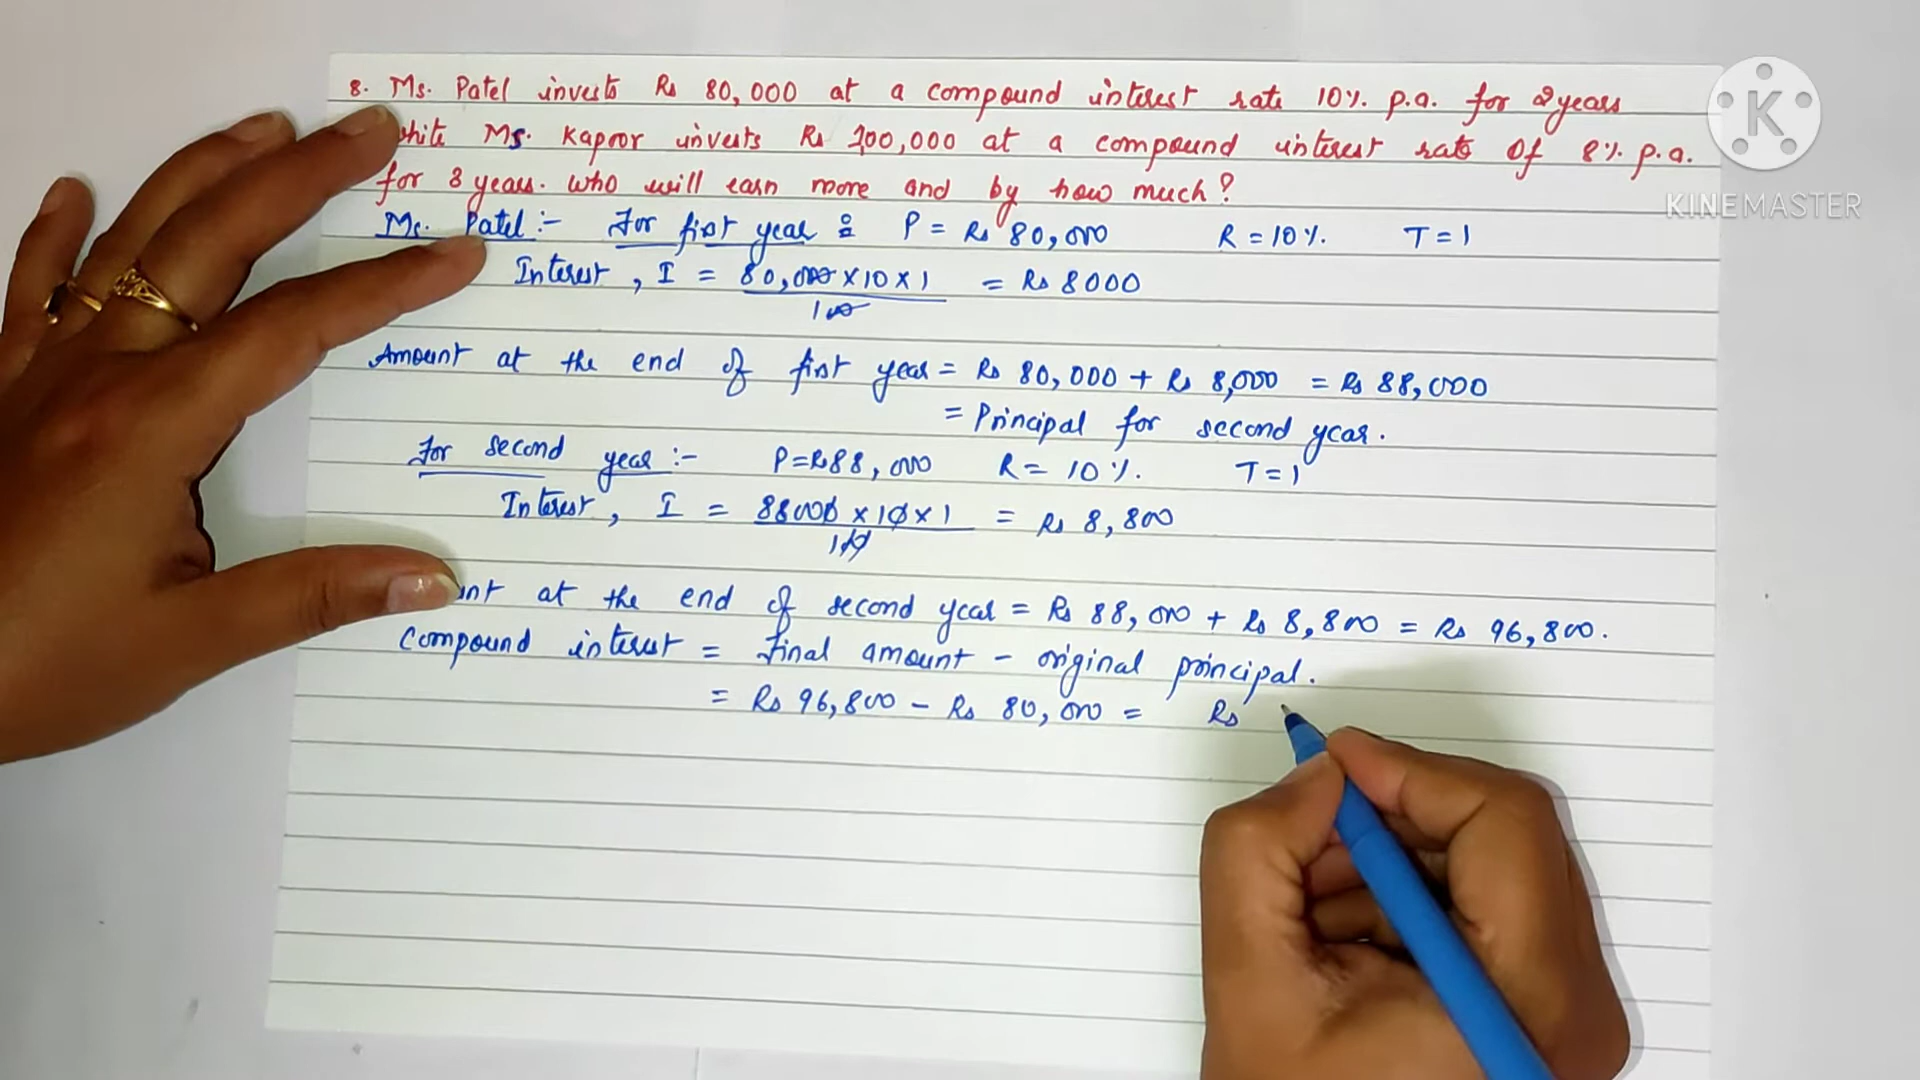 8. Ms. Patel invests Rs 80,000 at a compound interest rate 10%. p.a. for 2 years
Ms. Kapoor invests Rs 100,000 at a compound interest rate of 8%. p.a.
for 3 years. Who will earn more and by how much?
Ms. Patel :- For first year : P = Rs 80,000 R = 10%. T = 1
Interest, I = 80,000 × 10 × 1 / 100 = Rs 8000
Amount at the end of first year = Rs 80,000 + Rs 8,000 = Rs 88,000
= Principal for second year.
For second year :- P = Rs 88,000 R = 10%. T = 1
Interest, I = 88000 × 10 × 1 / 100 = Rs 8,800
at the end of second year = Rs 88,000 + Rs 8,800 = Rs 96,800.
Compound interest = final amount - original principal.
= Rs 96,800 - Rs 80,000 = Rs
K
KINEMASTER